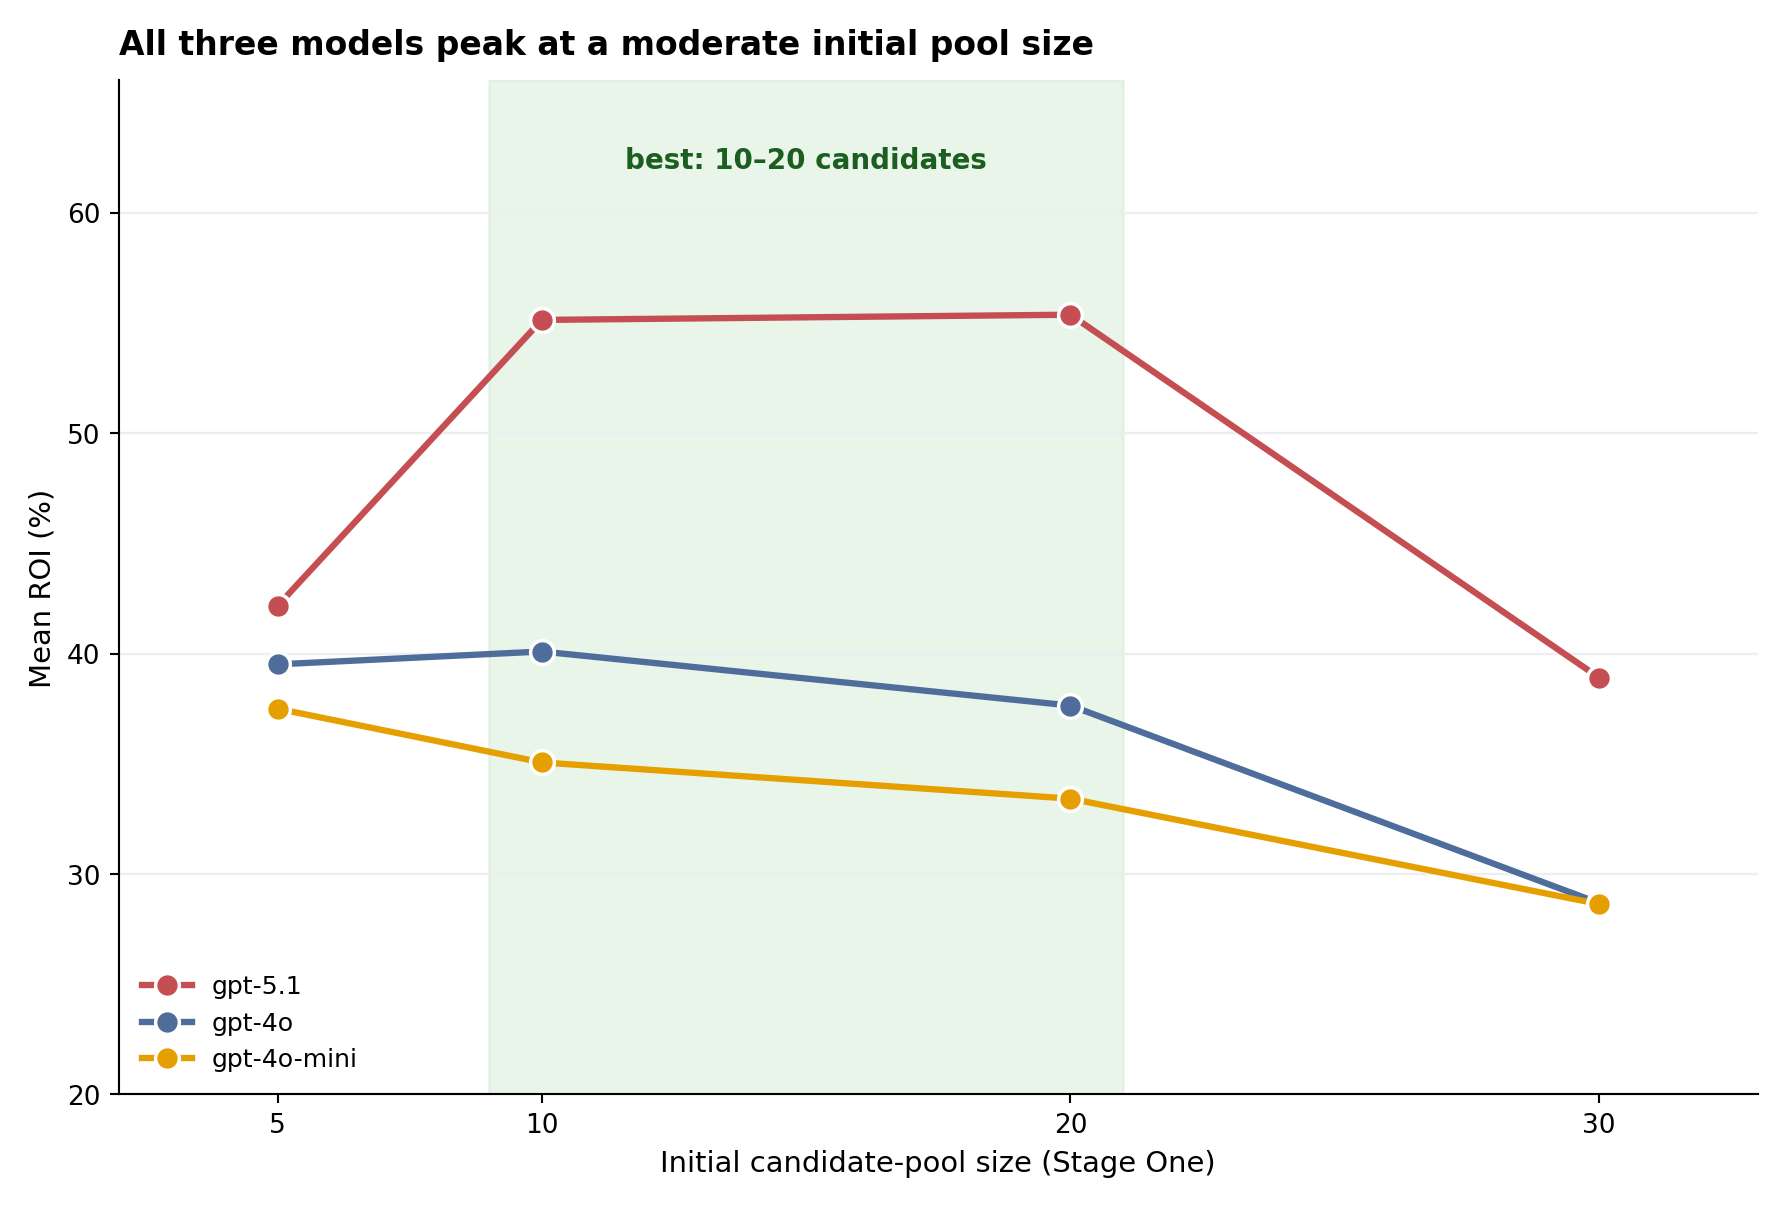 All three models peak at a moderate initial pool size
best: 10–20 candidates
60
50
40
30
20
Mean ROI (%)
gpt-5.1
gpt-4o
gpt-4o-mini
5 10 20 30
Initial candidate-pool size (Stage One)